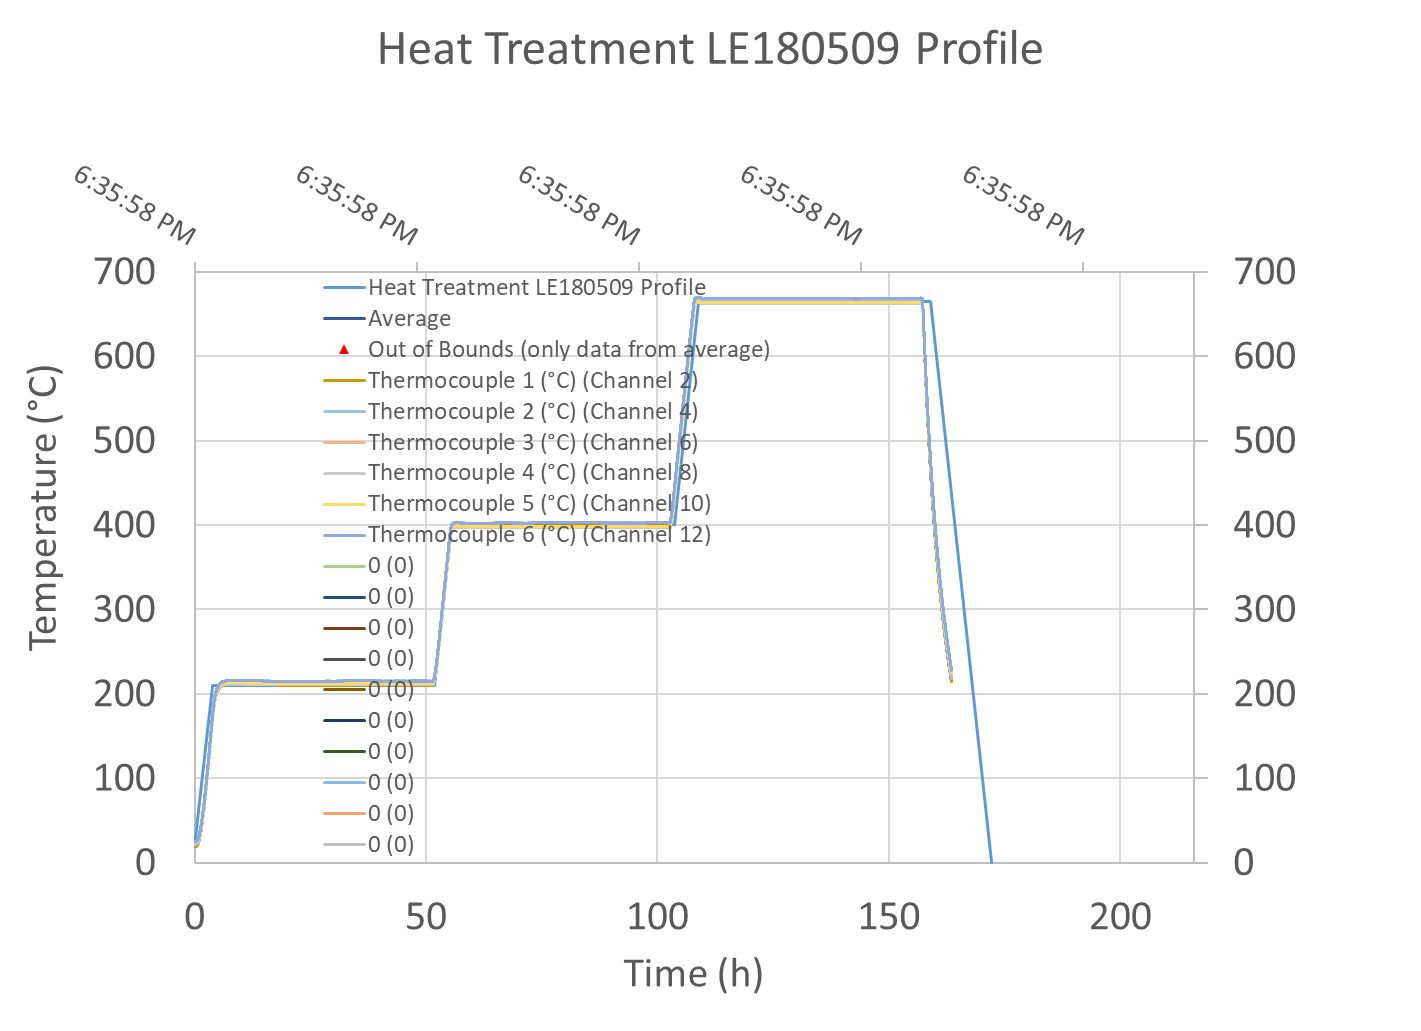 Heat Treatment LE180509 Profile
6:35:58 PM
6:35:58 PM
6:35:58 PM
6:35:58 PM
6:35:58 PM
700
600
500
400
300
200
100
0
Temperature (°C)
Heat Treatment LE180509 Profile
Average
Out of Bounds (only data from average)
Thermocouple 1 (°C) (Channel 2)
Thermocouple 2 (°C) (Channel 4)
Thermocouple 3 (°C) (Channel 6)
Thermocouple 4 (°C) (Channel 8)
Thermocouple 5 (°C) (Channel 10)
Thermocouple 6 (°C) (Channel 12)
0 (0)
0 (0)
0 (0)
0 (0)
0 (0)
0 (0)
0 (0)
0 (0)
0 (0)
0 (0)
700
600
500
400
300
200
100
0
0 50 100 150 200
Time (h)